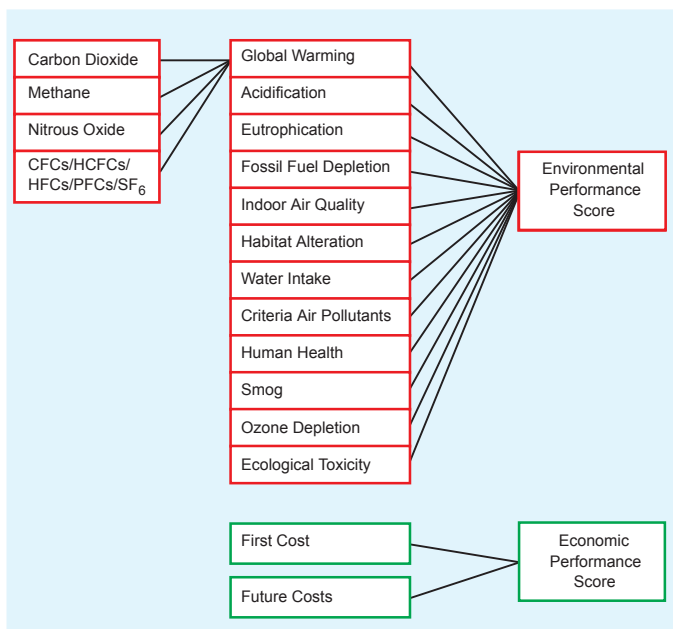 Carbon Dioxide
Methane
Nitrous Oxide
CFCs/HCFCs/
HFCs/PFCs/SF6
Global Warming
Acidification
Eutrophication
Fossil Fuel Depletion
Indoor Air Quality
Habitat Alteration
Water Intake
Criteria Air Pollutants
Human Health
Smog
Ozone Depletion
Ecological Toxicity
Environmental
Performance
Score
First Cost
Future Costs
Economic
Performance
Score